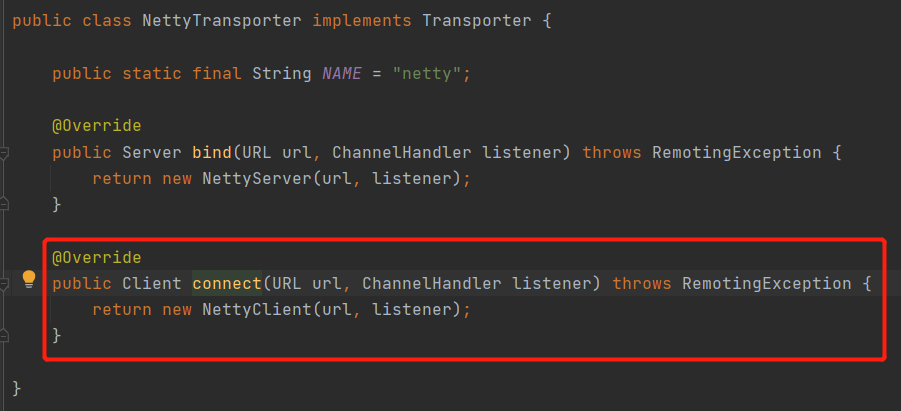 public class NettyTransporter implements Transporter {
public static final String NAME = "netty";
@Override
public Server bind(URL url, ChannelHandler listener) throws RemotingException {
return new NettyServer(url, listener);
}
@Override
public Client connect(URL url, ChannelHandler listener) throws RemotingException {
return new NettyClient(url, listener);
}
}